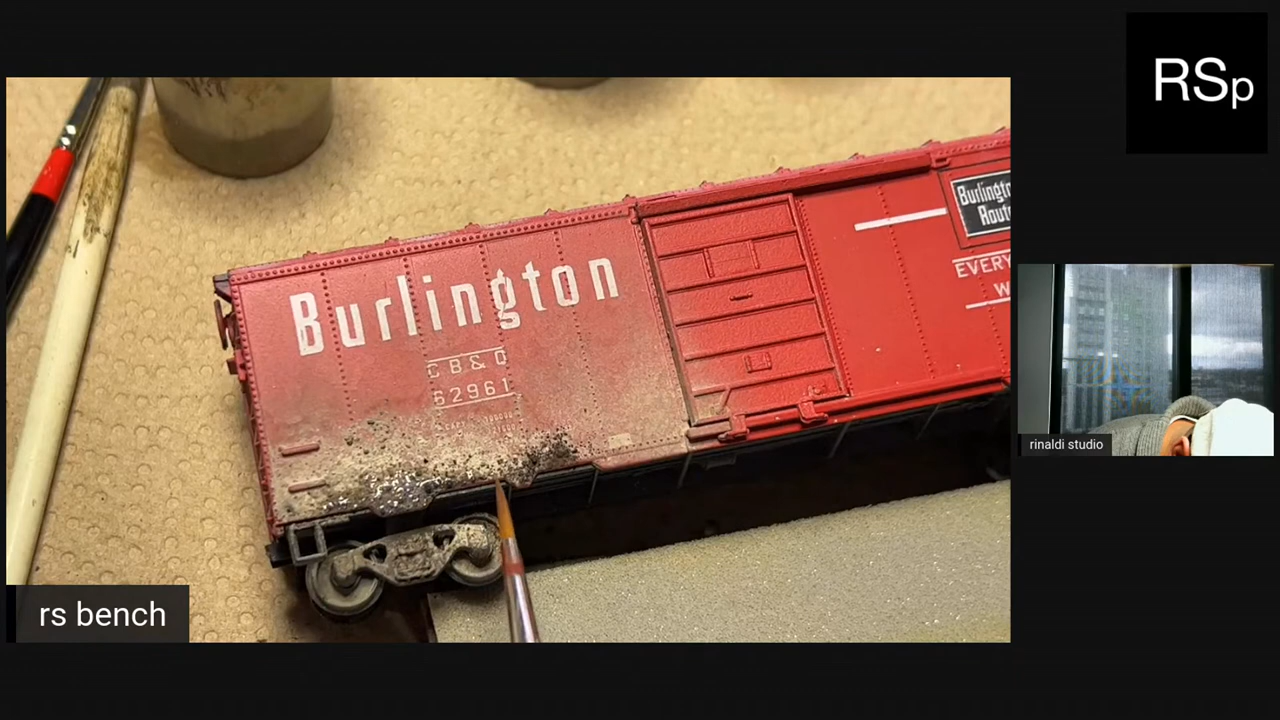 RSp
Burlington
CB&Q
62961
Burlington
Route
EVERY
W
rinaldi studio
rs bench